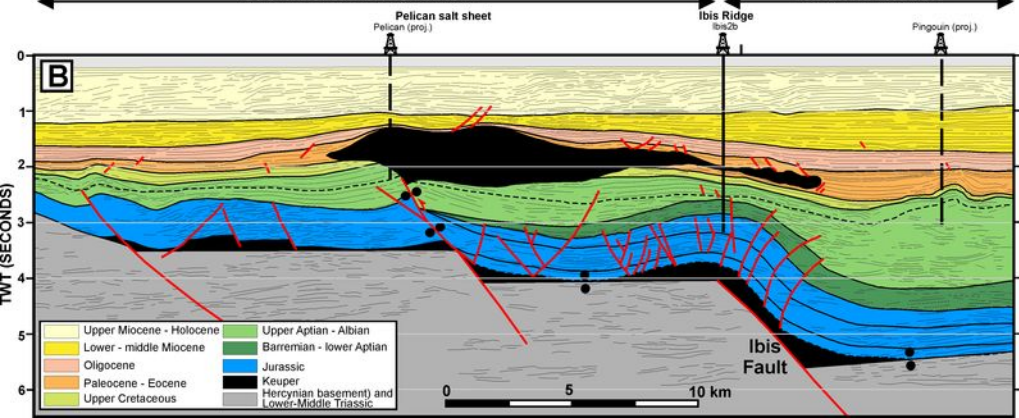 Pelican salt sheet
Ibis Ridge
Pelican (proj.)
Ibis2b
Pingouin (proj.)
B
0
1
2
3
4
5
6
TWT (SECONDS)
Upper Miocene - Holocene
Lower - middle Miocene
Oligocene
Paleocene - Eocene
Upper Cretaceous
Upper Aptian - Albian
Barremian - lower Aptian
Jurassic
Keuper
Hercynian basement) and
Lower-Middle Triassic
0 5 10 km
Ibis
Fault